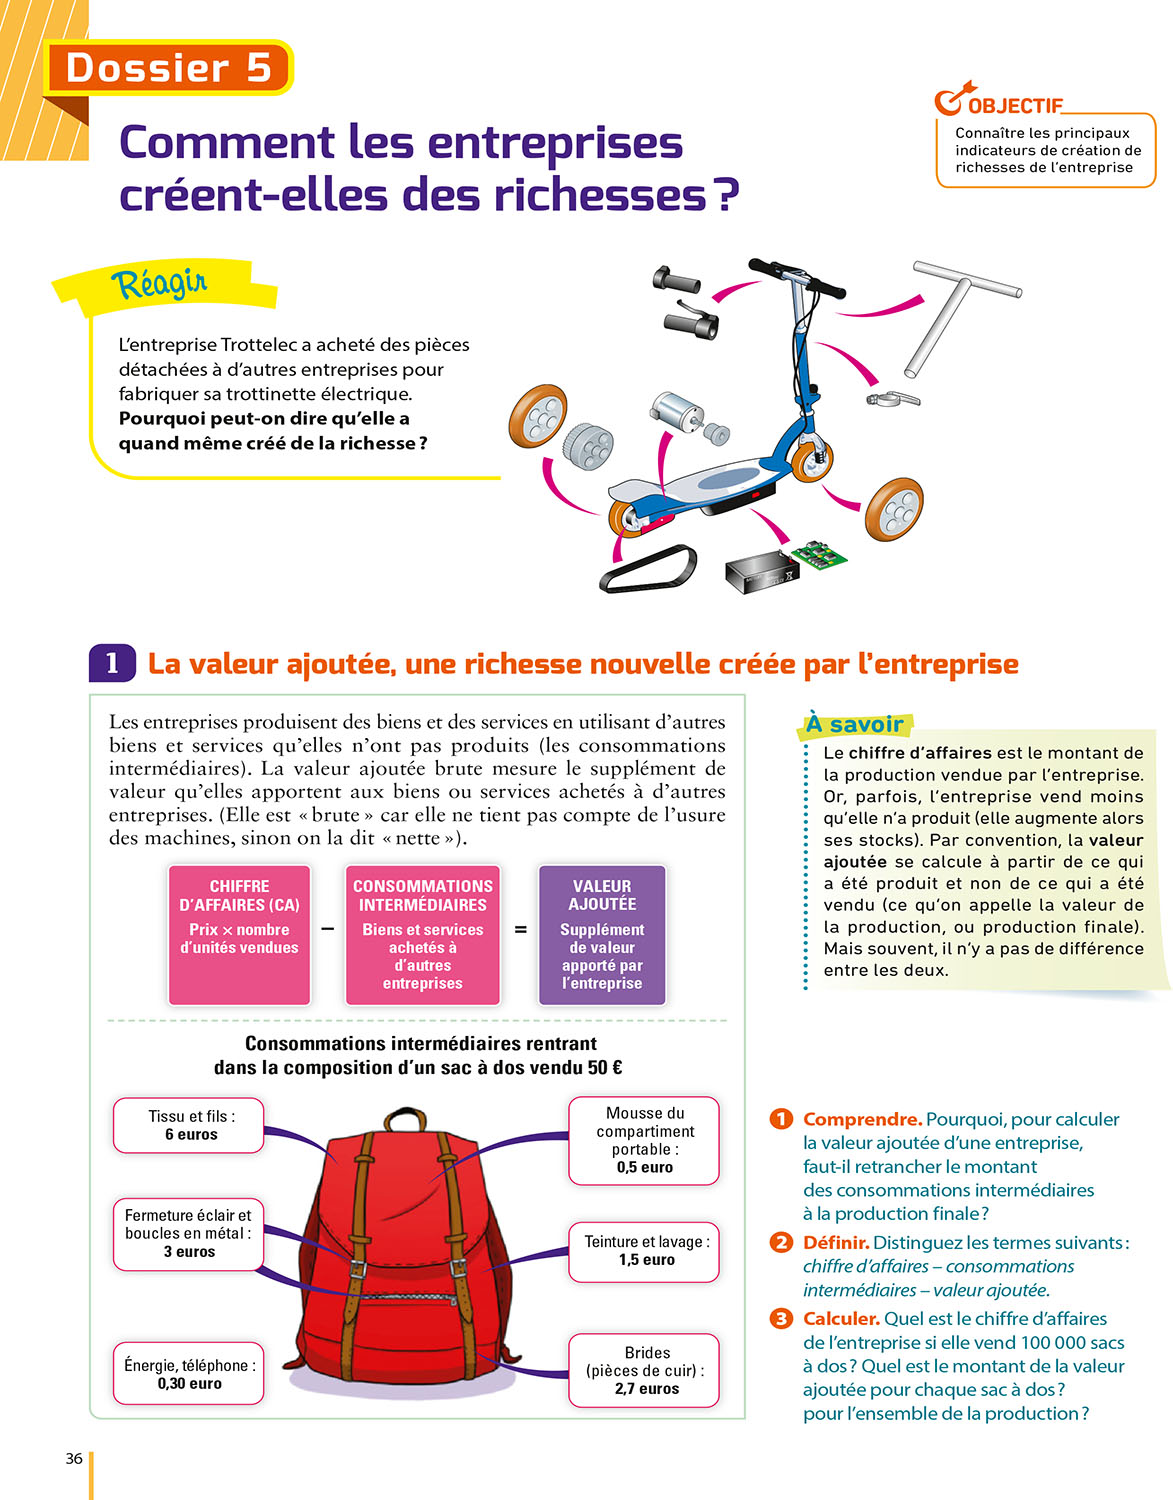 Dossier 5
Comment les entreprises
créent-elles des richesses ?
OBJECTIF
Connaître les principaux
indicateurs de création de
richesses de l'entreprise
Réagir
L'entreprise Trottelec a acheté des pièces
détachées à d'autres entreprises pour
fabriquer sa trottinette électrique.
Pourquoi peut-on dire qu'elle a
quand même créé de la richesse ?
1 La valeur ajoutée, une richesse nouvelle créée par l'entreprise
Les entreprises produisent des biens et des services en utilisant d'autres
biens et services qu'elles n'ont pas produits (les consommations
intermédiaires). La valeur ajoutée brute mesure le supplément de
valeur qu'elles apportent aux biens ou services achetés à d'autres
entreprises. (Elle est « brute » car elle ne tient pas compte de l'usure
des machines, sinon on la dit « nette »).
CHIFFRE
D'AFFAIRES (CA)
Prix × nombre
d'unités vendues
–
CONSOMMATIONS
INTERMÉDIAIRES
Biens et services
achetés à
d'autres
entreprises
=
VALEUR
AJOUTÉE
Supplément
de valeur
apporté par
l'entreprise
Consommations intermédiaires rentrant
dans la composition d'un sac à dos vendu 50 €
Tissu et fils :
6 euros
Fermeture éclair et
boucles en métal :
3 euros
Énergie, téléphone :
0,30 euro
Mousse du
compartiment
portable :
0,5 euro
Teinture et lavage :
1,5 euro
Brides
(pièces de cuir) :
2,7 euros
À savoir
Le chiffre d'affaires est le montant de
la production vendue par l'entreprise.
Or, parfois, l'entreprise vend moins
qu'elle n'a produit (elle augmente alors
ses stocks). Par convention, la valeur
ajoutée se calcule à partir de ce qui
a été produit et non de ce qui a été
vendu (ce qu'on appelle la valeur de
la production, ou production finale).
Mais souvent, il n'y a pas de différence
entre les deux.
1 Comprendre. Pourquoi, pour calculer
la valeur ajoutée d'une entreprise,
faut-il retrancher le montant
des consommations intermédiaires
à la production finale ?
2 Définir. Distinguez les termes suivants :
chiffre d'affaires – consommations
intermédiaires – valeur ajoutée.
3 Calculer. Quel est le chiffre d'affaires
de l'entreprise si elle vend 100 000 sacs
à dos ? Quel est le montant de la valeur
ajoutée pour chaque sac à dos ?
pour l'ensemble de la production ?
36